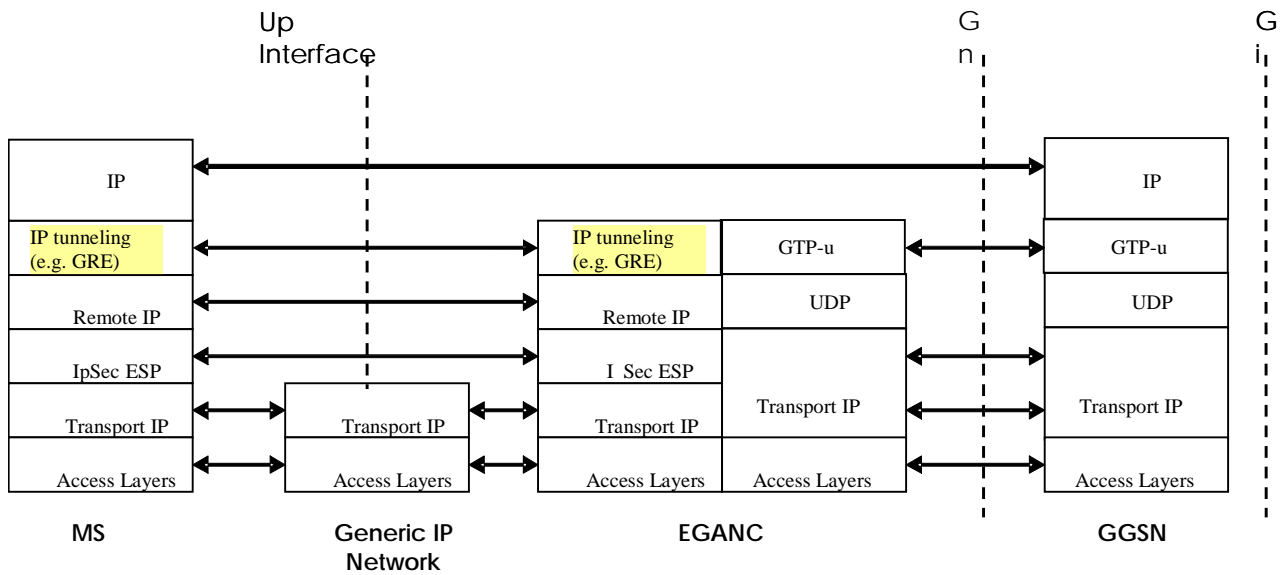 Up
Interface
G
n
G
i
IP
IP
IP tunneling
(e.g. GRE)
IP tunneling
(e.g. GRE)
GTP-u
GTP-u
Remote IP
Remote IP
UDP
UDP
IpSec ESP
I Sec ESP
Transport IP
Transport IP
Transport IP
Transport IP
Transport IP
Access Layers
Access Layers
Access Layers
Access Layers
Access Layers
MS
Generic IP
Network
EGANC
GGSN